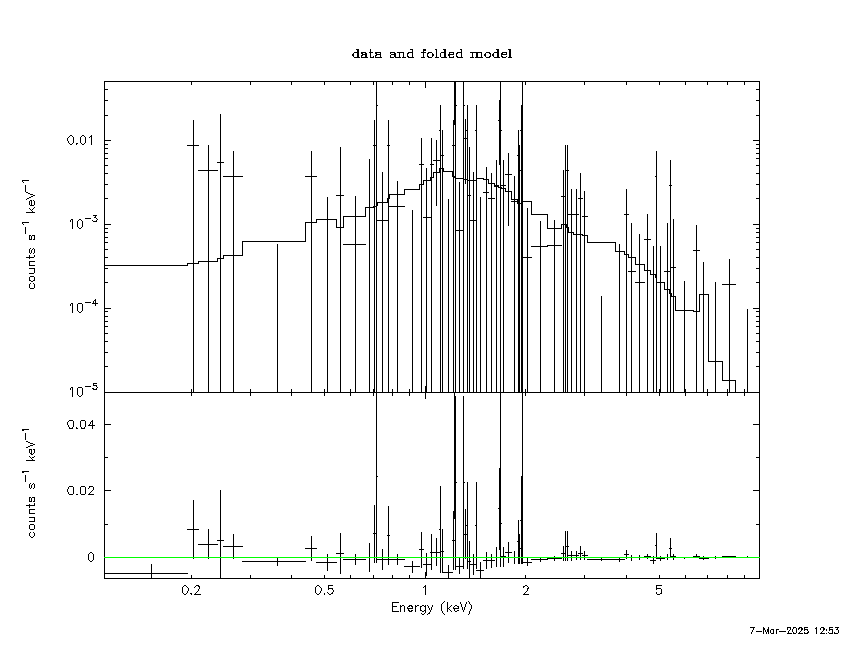 data and folded model
0.01
10⁻³
10⁻⁴
10⁻⁵
counts s⁻¹ keV⁻¹
0.04
0.02
0
counts s⁻¹ keV⁻¹
0.2 0.5 1 2 5
Energy (keV)
7-Mar-2025 12:53